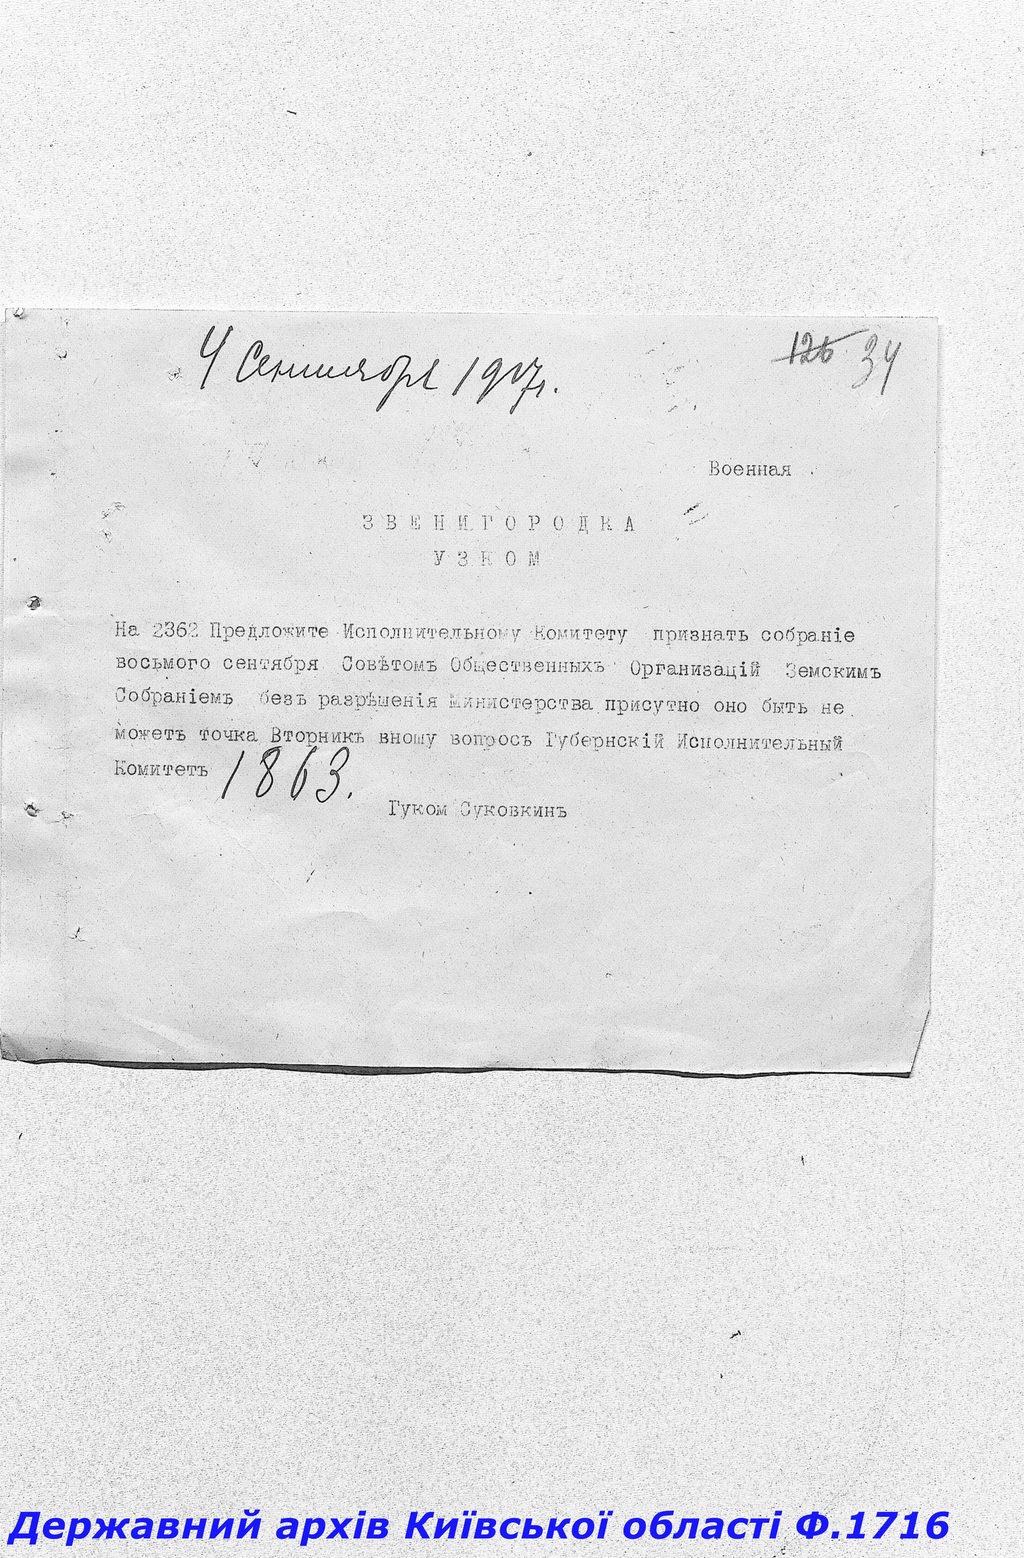 4 Сентября 1917г.
126 34
Военная
ЗВЕНИГОРОДКА
УЗКОМ
На 2362 Предложите Исполнительному Комитету признать собраніе
восьмого сентября Совѣтомъ Общественныхъ Организацій Земскимъ
Собраніемъ безъ разрѣшенія Министерства присутно оно быть не
можетъ точка Вторникъ вношу вопросъ Губернскій Исполнительный
Комитетъ 1863.
Гуком Суковкинъ
Державний архів Київської області Ф.1716